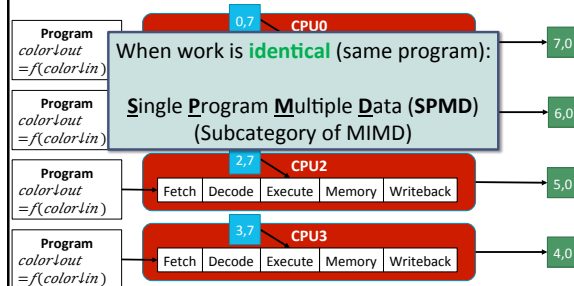 0,7
CPU0
7,0
Program
color↓out
=f(color↓in)
When work is identical (same program):
Single Program Multiple Data (SPMD)
(Subcategory of MIMD)
Program
color↓out
=f(color↓in)
6,0
Program
color↓out
=f(color↓in)
2,7
CPU2
Fetch Decode Execute Memory Writeback
5,0
Program
color↓out
=f(color↓in)
3,7
CPU3
Fetch Decode Execute Memory Writeback
4,0